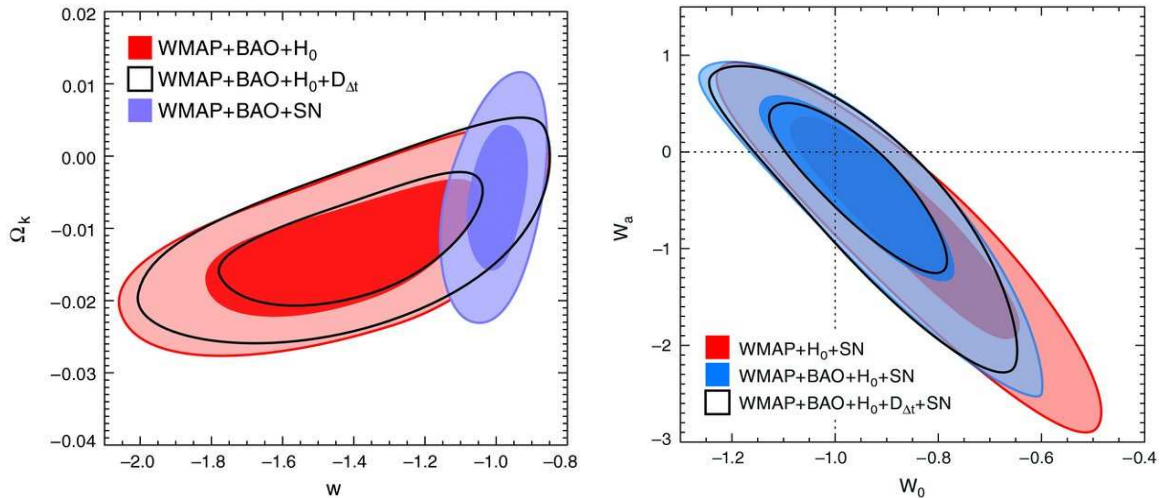 0.02
0.01
0.00
−0.01
−0.02
−0.03
−0.04
Ωk
WMAP+BAO+H0
WMAP+BAO+H0+DΔt
WMAP+BAO+SN
−2.0 −1.8 −1.6 −1.4 −1.2 −1.0 −0.8
w
1
0
−1
−2
−3
Wa
WMAP+H0+SN
WMAP+BAO+H0+SN
WMAP+BAO+H0+DΔt+SN
−1.2 −1.0 −0.8 −0.6 −0.4
W0